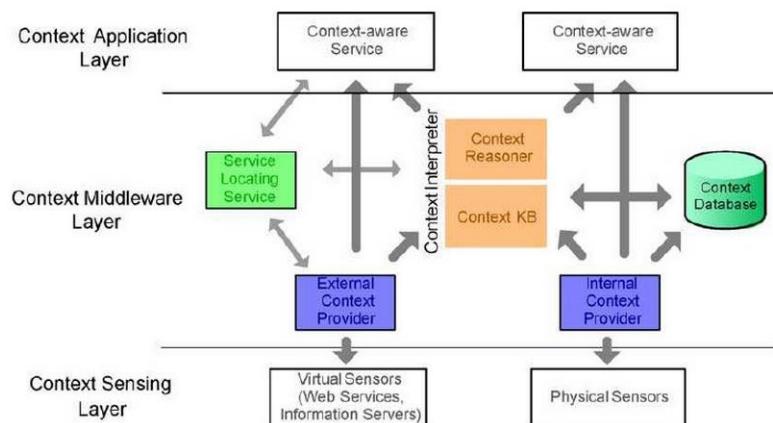 Context Application
Layer
Context-aware
Service
Context-aware
Service
Context Middleware
Layer
Service
Locating
Service
Context Interpreter
Context
Reasoner
Context KB
Context
Database
External
Context
Provider
Internal
Context
Provider
Context Sensing
Layer
Virtual Sensors
(Web Services,
Information Servers)
Physical Sensors